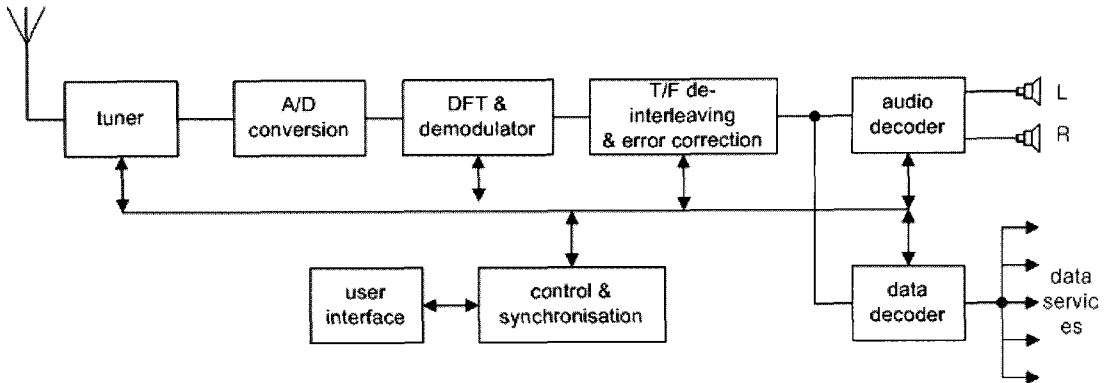 tuner
A/D
conversion
DFT &
demodulator
T/F de-
interleaving
& error correction
audio
decoder
L
R
user
interface
control &
synchronisation
data
decoder
data
servic
es